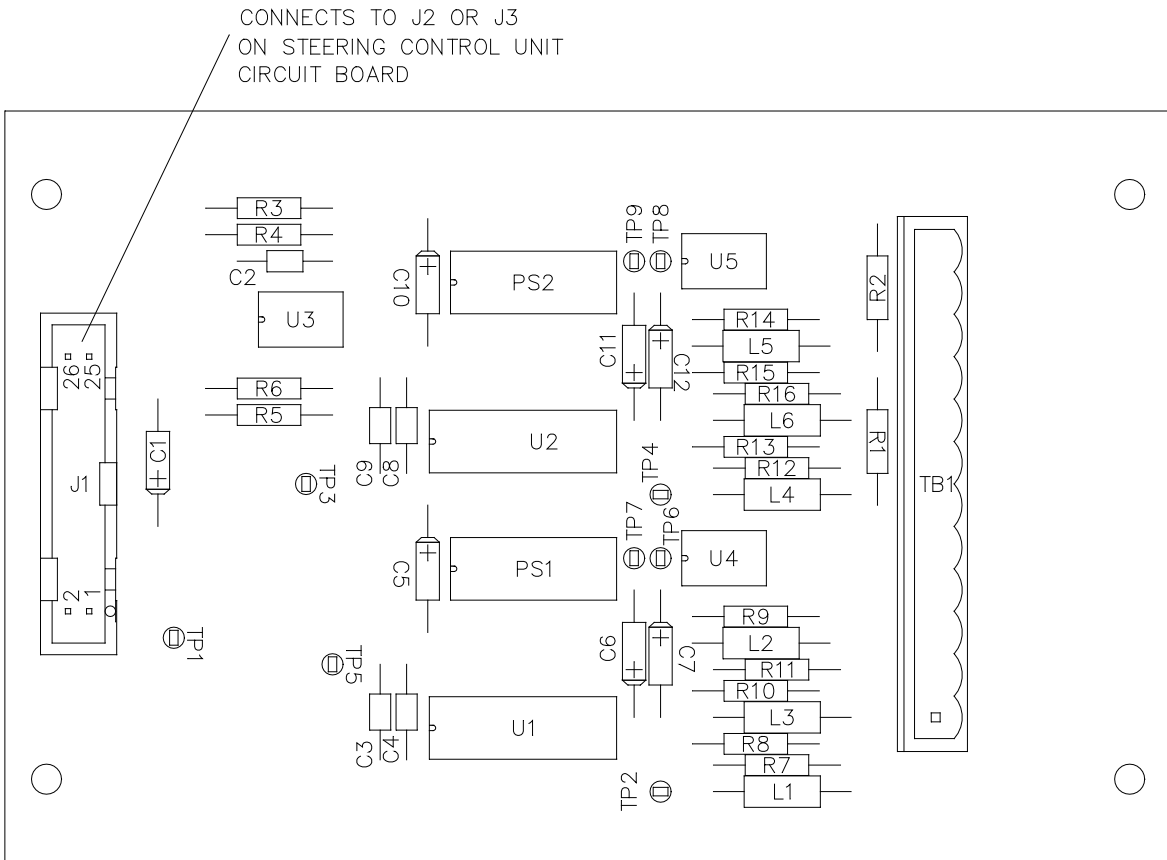 CONNECTS TO J2 OR J3
ON STEERING CONTROL UNIT
CIRCUIT BOARD
R3
R4
C2
U3
C10
PS2
TP9
TP8
U5
R2
C11
C12
R14
L5
R15
R16
L6
R13
R12
L4
R1
TB1
26
25
J1
2
1
C1
R6
R5
TP3
C9
C8
U2
TP4
TP7
TP6
U4
C5
PS1
TP1
TP5
C6
C7
R9
L2
R11
R10
L3
R8
R7
L1
C3
C4
U1
TP2